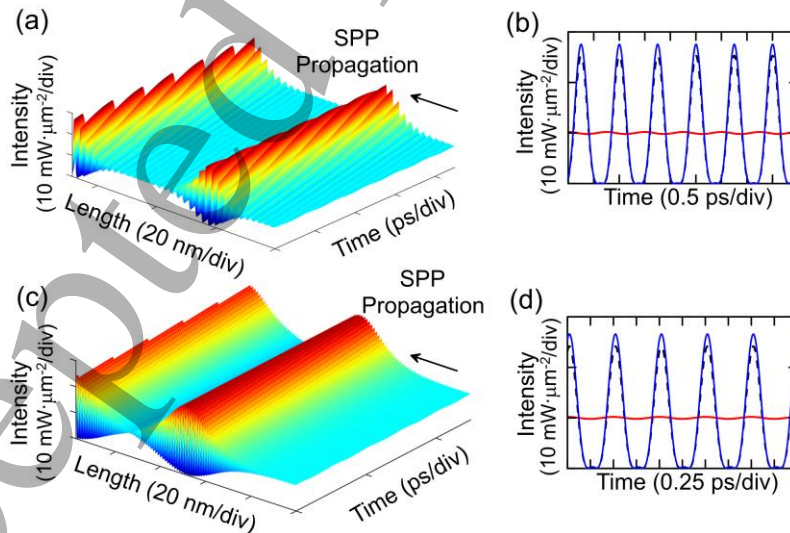 (a)
SPP
Propagation
Intensity
(10 mW·μm⁻²/div)
Length (20 nm/div)
Time (ps/div)
(b)
Intensity
(10 mW·μm⁻²/div)
Time (0.5 ps/div)
(c)
SPP
Propagation
Intensity
(10 mW·μm⁻²/div)
Length (20 nm/div)
Time (ps/div)
(d)
Intensity
(10 mW·μm⁻²/div)
Time (0.25 ps/div)
epted